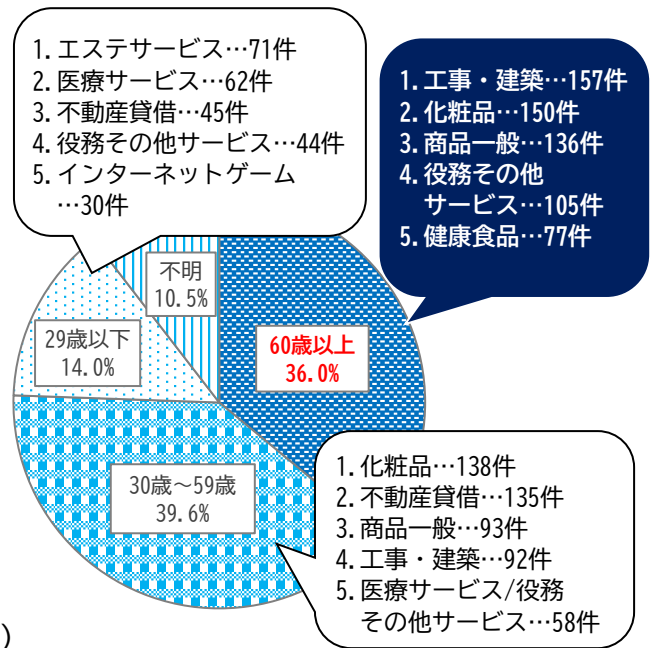 1.エステサービス…71件
2.医療サービス…62件
3.不動産貸借…45件
4.役務その他サービス…44件
5.インターネットゲーム
…30件
1.工事・建築…157件
2.化粧品…150件
3.商品一般…136件
4.役務その他
サービス…105件
5.健康食品…77件
不明
10.5%
29歳以下
14.0%
60歳以上
36.0%
30歳～59歳
39.6%
1.化粧品…138件
2.不動産貸借…135件
3.商品一般…93件
4.工事・建築…92件
5.医療サービス/役務
その他サービス…58件
)